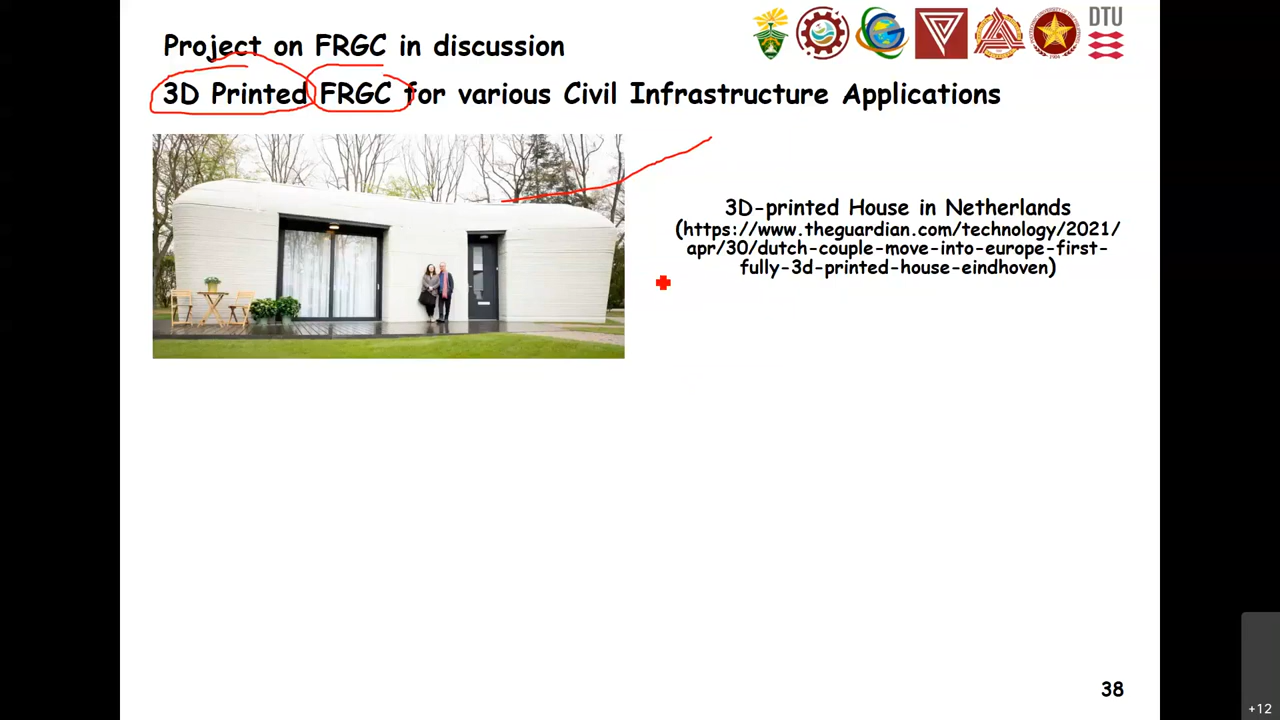 Project on FRGC in discussion
DTU
3D Printed FRGC for various Civil Infrastructure Applications
3D-printed House in Netherlands
(https://www.theguardian.com/technology/2021/
apr/30/dutch-couple-move-into-europe-first-
fully-3d-printed-house-eindhoven)
38
+12